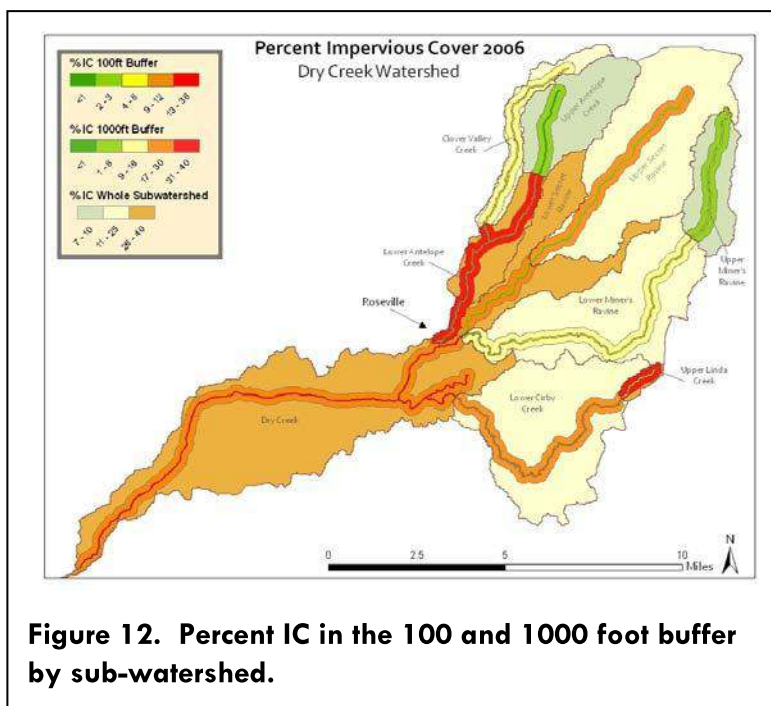 Percent Impervious Cover 2006
Dry Creek Watershed
% IC 100ft Buffer
<1
2 - 3
4 - 8
9 - 12
13 - 38
% IC 1000ft Buffer
<1
1 - 8
9 - 16
17 - 30
31 - 40
% IC Whole Subwatershed
7 - 10
11 - 25
26 - 49
Clover Valley
Creek
Upper Antelope
Creek
Lower Secret
Ravine
Upper Secret
Ravine
Lower Antelope
Creek
Roseville
Upper
Miner's
Ravine
Lower Miner's
Ravine
Upper Linda
Creek
Lower Cirby
Creek
Dry Creek
N
0 2.5 5 10
Miles
Figure 12. Percent IC in the 100 and 1000 foot buffer
by sub-watershed.